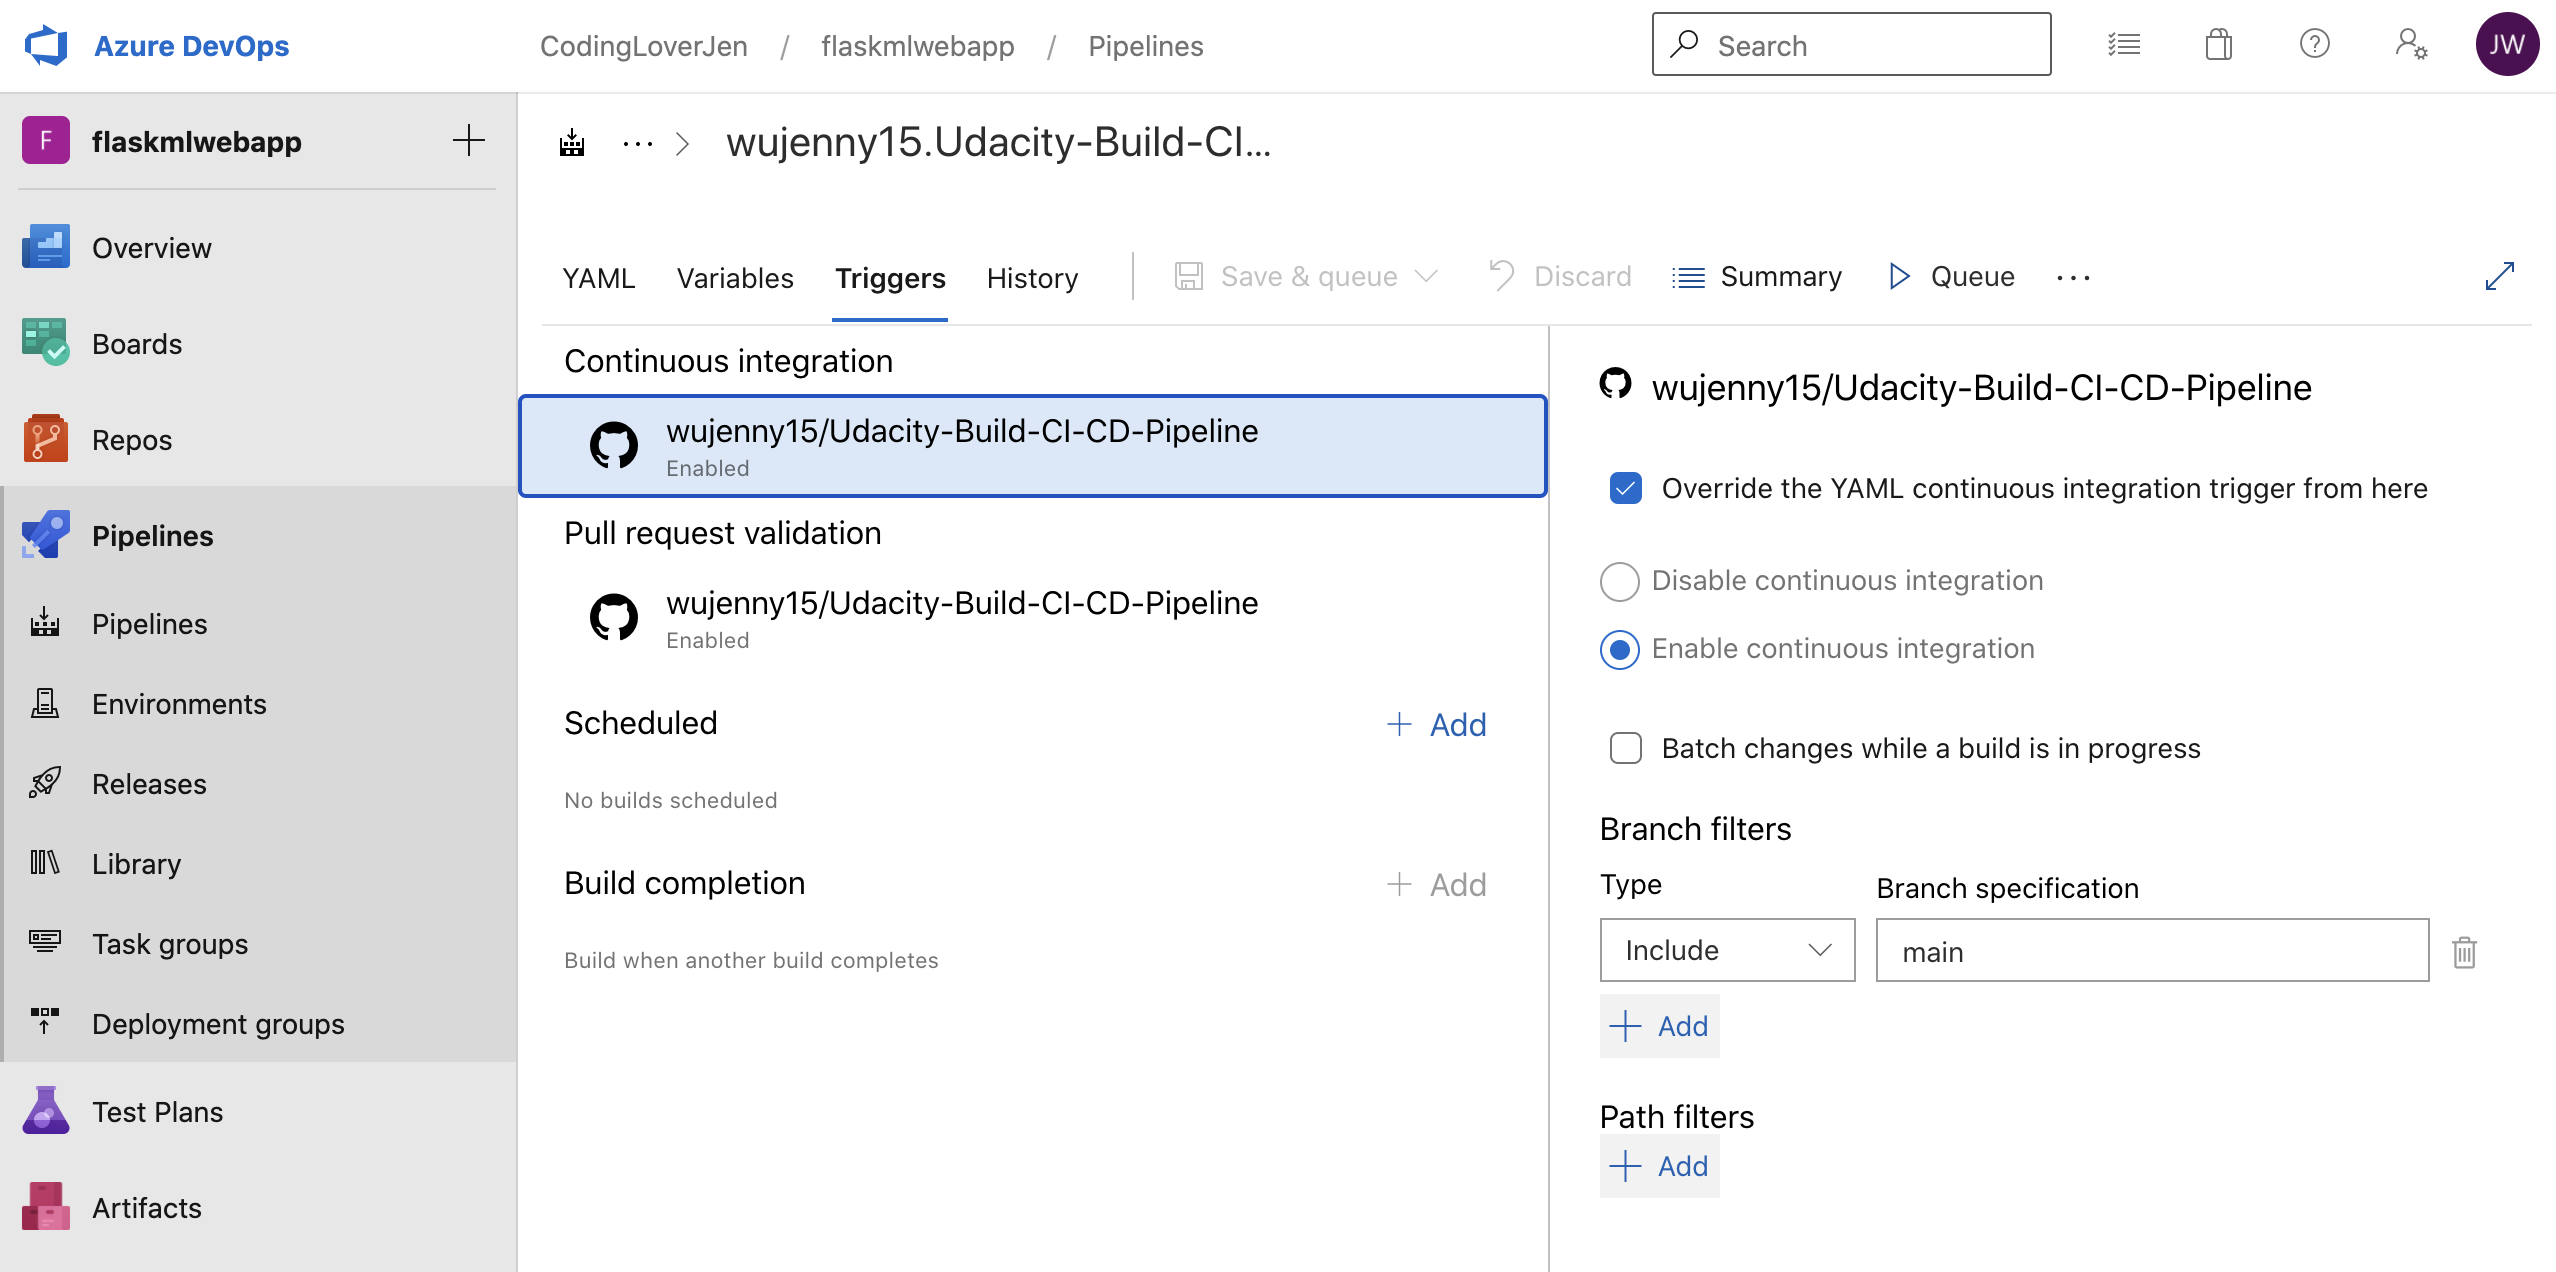 Azure DevOps
CodingLoverJen / flaskmlwebapp / Pipelines
Search
JW
F flaskmlwebapp
Overview
Boards
Repos
Pipelines
Pipelines
Environments
Releases
Library
Task groups
Deployment groups
Test Plans
Artifacts
wujenny15.Udacity-Build-CI...
YAML Variables Triggers History Save & queue Discard Summary Queue
Continuous integration
wujenny15/Udacity-Build-CI-CD-Pipeline
Enabled
Pull request validation
wujenny15/Udacity-Build-CI-CD-Pipeline
Enabled
Scheduled + Add
No builds scheduled
Build completion + Add
Build when another build completes
wujenny15/Udacity-Build-CI-CD-Pipeline
Override the YAML continuous integration trigger from here
Disable continuous integration
Enable continuous integration
Batch changes while a build is in progress
Branch filters
Type Branch specification
Include main
+ Add
Path filters
+ Add